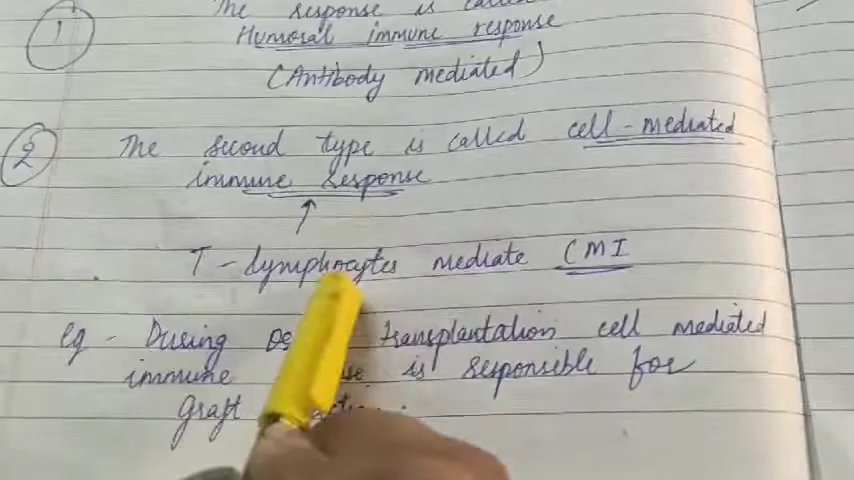 The response is called
① Humoral immune response
(Antibody mediated)
② The second type is called cell-mediated
immune response
T-lymphocytes mediate CMI
eg - During transplantation cell mediated
immune is responsible for
Graft